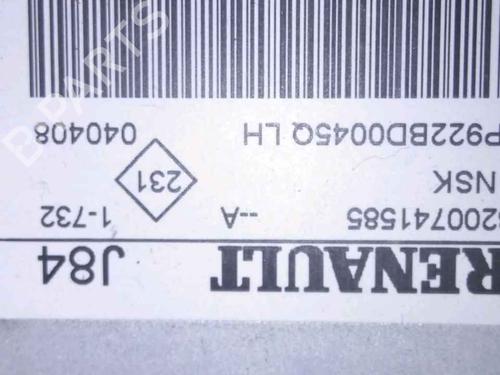 RENAULT J84
200741585 --A 1-732
NSK 231
P922BD0045Q LH 040408
B-PARTS